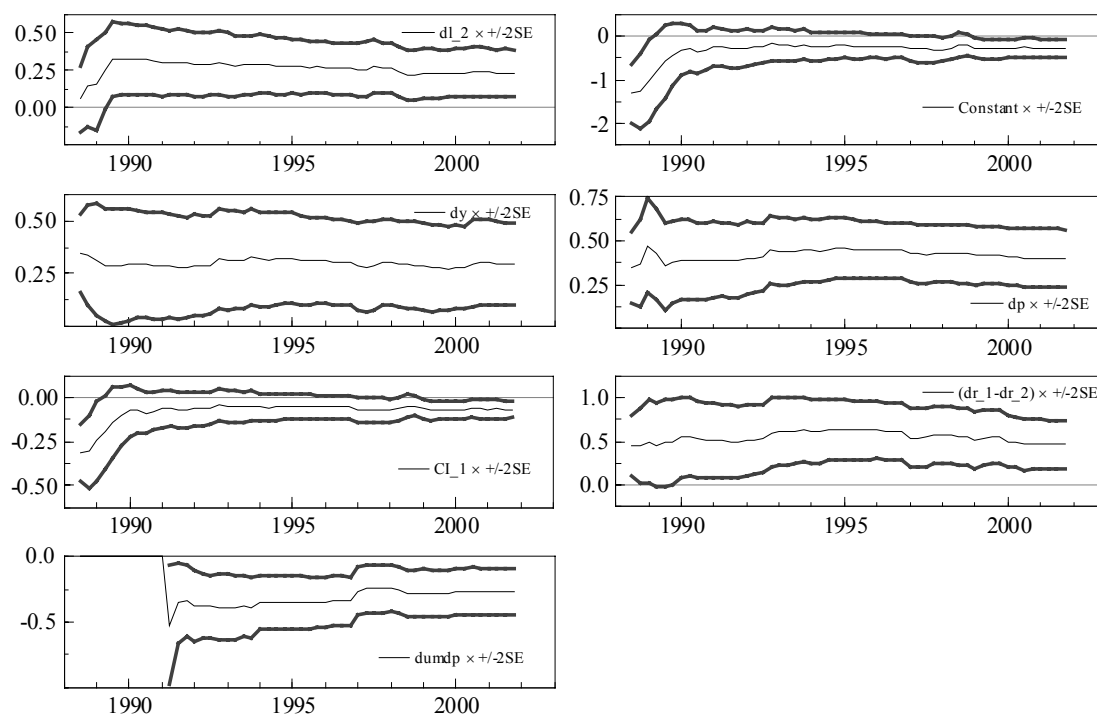 0.50
0.25
0.00
dl_2 × +/-2SE
1990 1995 2000
0
-1
-2
Constant × +/-2SE
1990 1995 2000
0.50
0.25
dy × +/-2SE
1990 1995 2000
0.75
0.50
0.25
dp × +/-2SE
1990 1995 2000
0.00
-0.25
-0.50
CI_1 × +/-2SE
1990 1995 2000
1.0
0.5
0.0
(dr_1-dr_2) × +/-2SE
1990 1995 2000
0.0
-0.5
dumdp × +/-2SE
1990 1995 2000